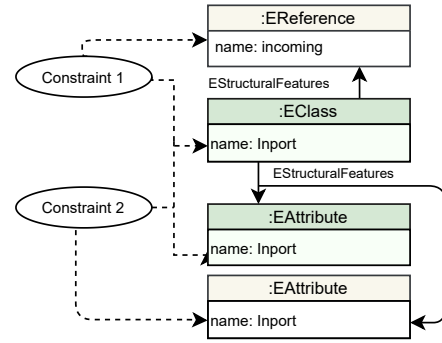 :EReference
name: incoming
Constraint 1
EStructuralFeatures
:EClass
name: Inport
EStructuralFeatures
Constraint 2
:EAttribute
name: Inport
:EAttribute
name: Inport